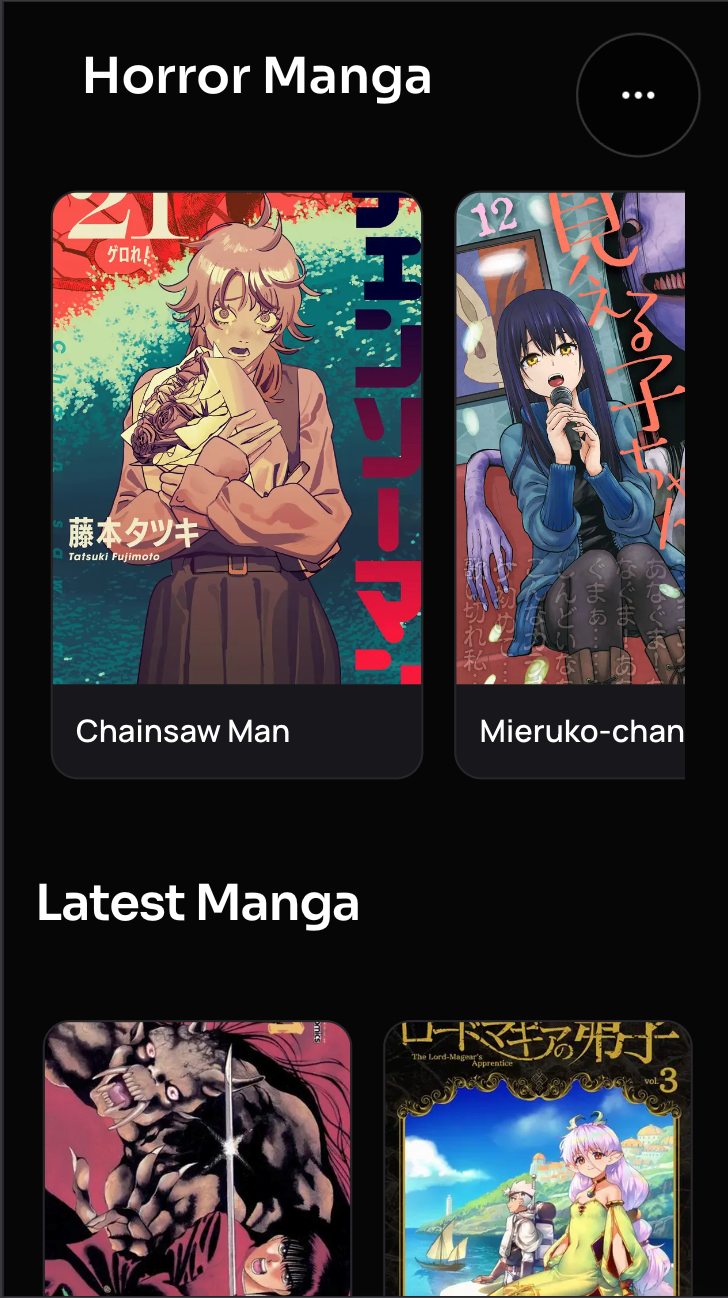 Horror Manga
21
ゲロれ!
チェンソーマン
藤本タツキ
Tatsuki Fujimoto
Chainsaw Man
12
見える子ちゃん
Mieruko-chan
Latest Manga
ロードマギアの弟子
The Lord-Magear's
Apprentice
vol.3